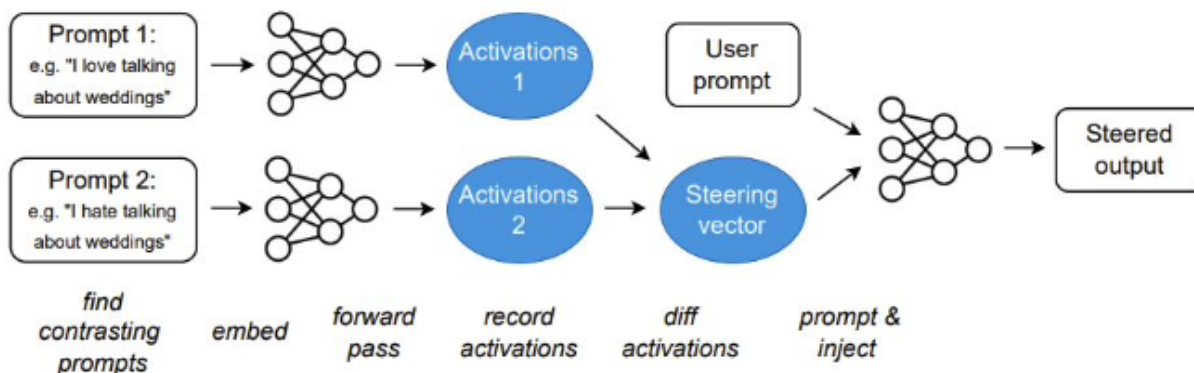 Prompt 1:
e.g. "I love talking
about weddings"
Activations
1
User
prompt
Steered
output
Prompt 2:
e.g. "I hate talking
about weddings"
Activations
2
Steering
vector
find
contrasting
prompts
embed
forward
pass
record
activations
diff
activations
prompt &
inject